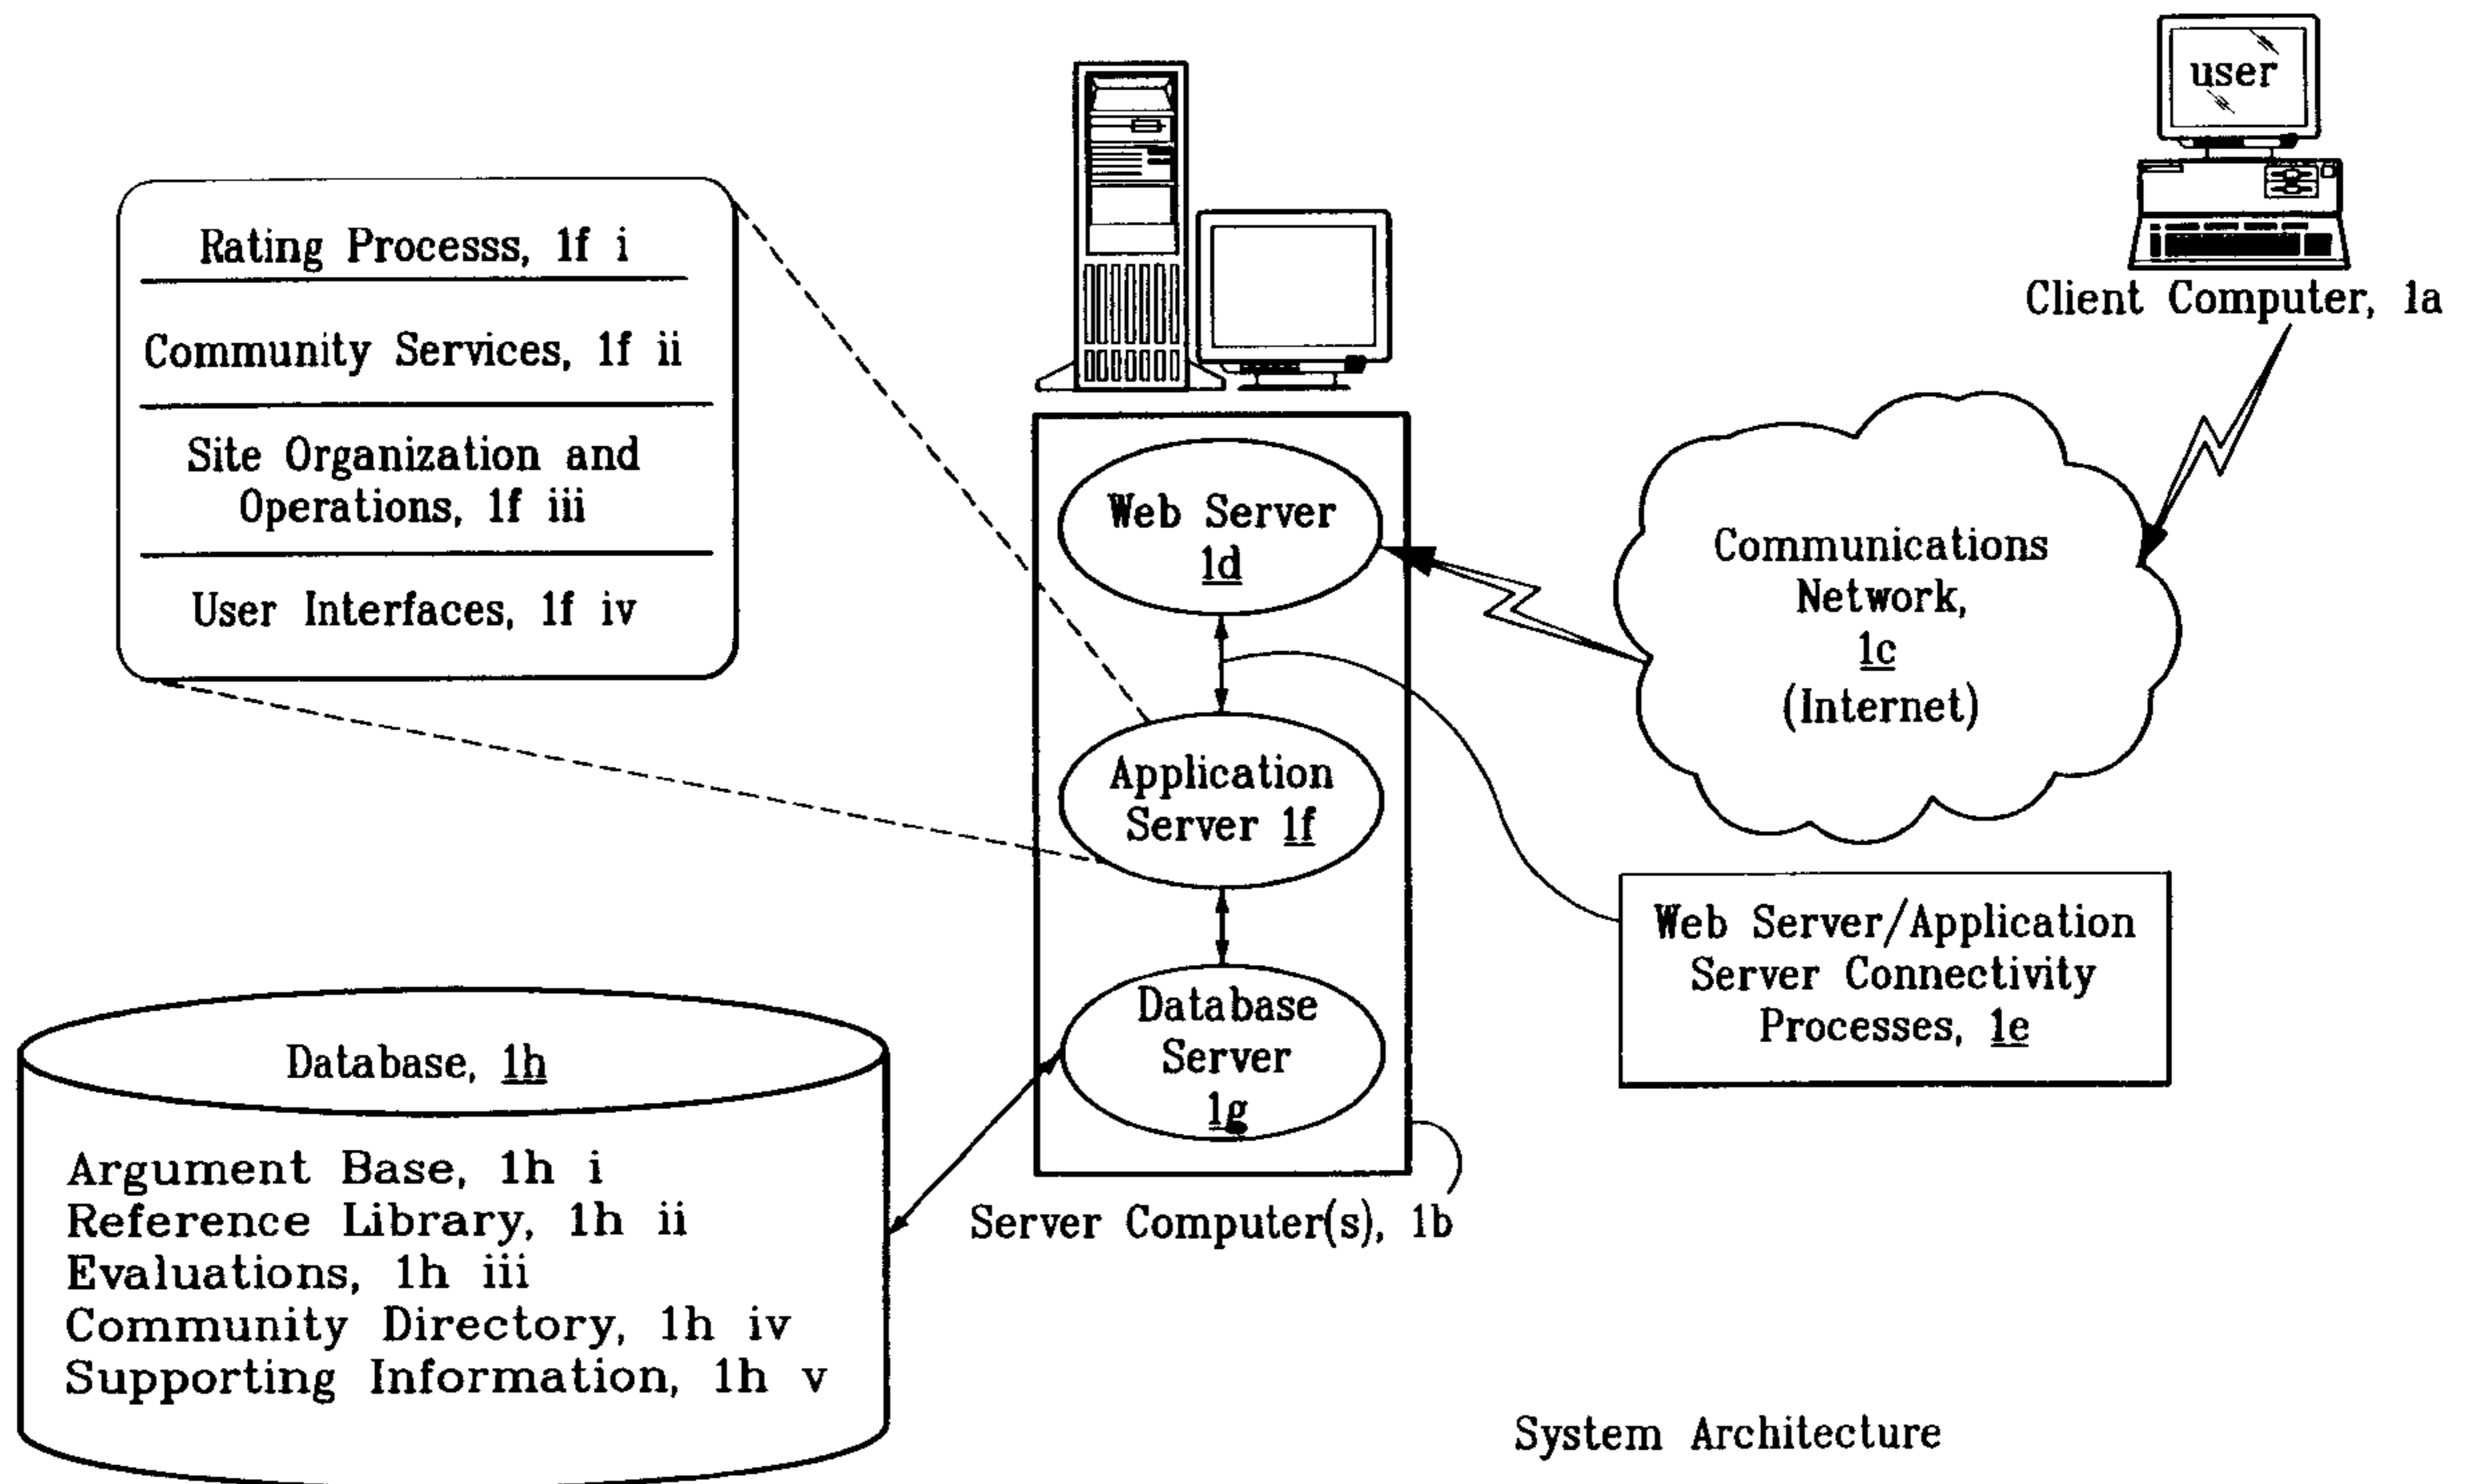 user
Client Computer, 1a
Rating Processs, 1f i
Community Services, 1f ii
Site Organization and
Operations, 1f iii
User Interfaces, 1f iv
Web Server
1d
Communications
Network,
1c
(Internet)
Application
Server 1f
Web Server/Application
Server Connectivity
Processes, 1e
Database
Server
1g
Server Computer(s), 1b
Database, 1h
Argument Base, 1h i
Reference Library, 1h ii
Evaluations, 1h iii
Community Directory, 1h iv
Supporting Information, 1h v
System Architecture